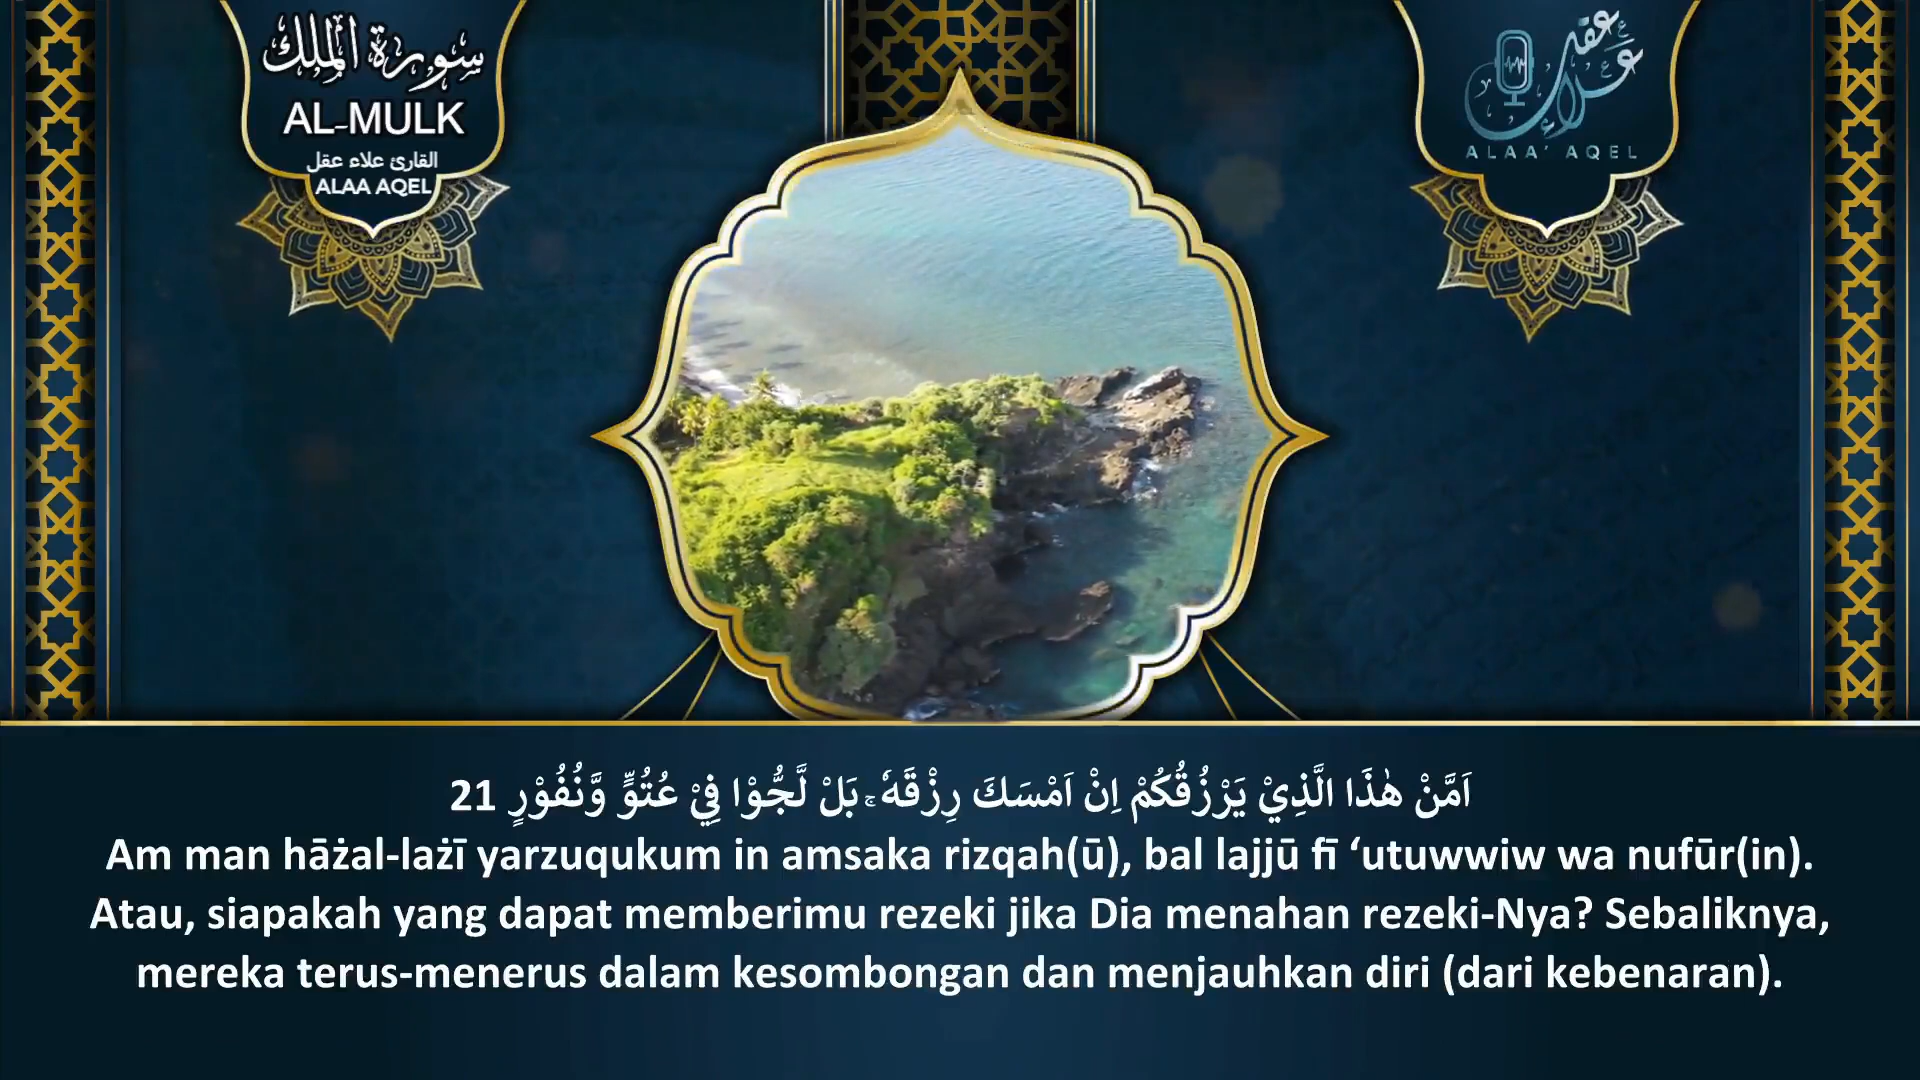 سورة الملك
AL-MULK
القارئ علاء عقل
ALAA AQEL
علاء عقل
ALAA' AQEL
اَمَّنْ هٰذَا الَّذِيْ يَرْزُقُكُمْ اِنْ اَمْسَكَ رِزْقَهٗ ۚ بَلْ لَّجُّوْا فِيْ عُتُوٍّ وَّنُفُوْرٍ 21
Am man hāżal-lażī yarzuqukum in amsaka rizqah(ū), bal lajjū fī ‘utuwwiw wa nufūr(in).
Atau, siapakah yang dapat memberimu rezeki jika Dia menahan rezeki-Nya? Sebaliknya,
mereka terus-menerus dalam kesombongan dan menjauhkan diri (dari kebenaran).